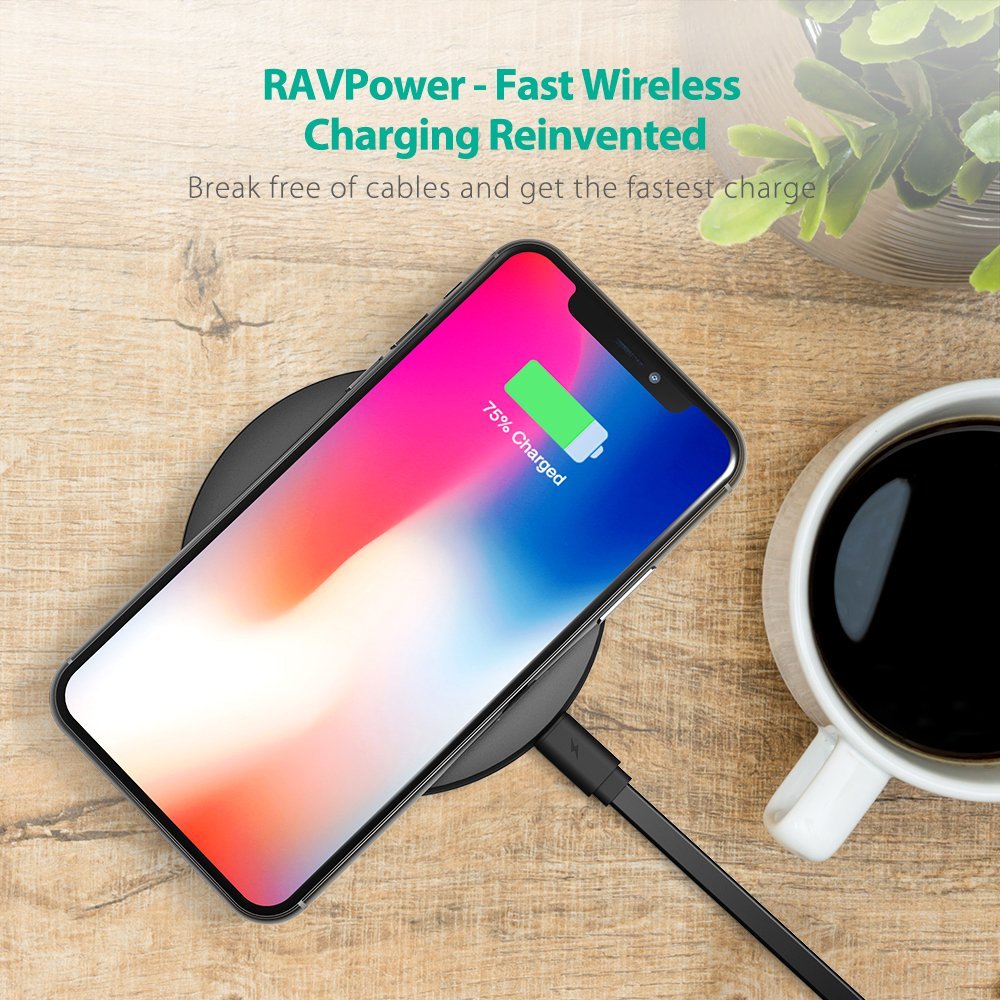 RAVPower - Fast Wireless
Charging Reinvented
Break free of cables and get the fastest charge
75% Charged